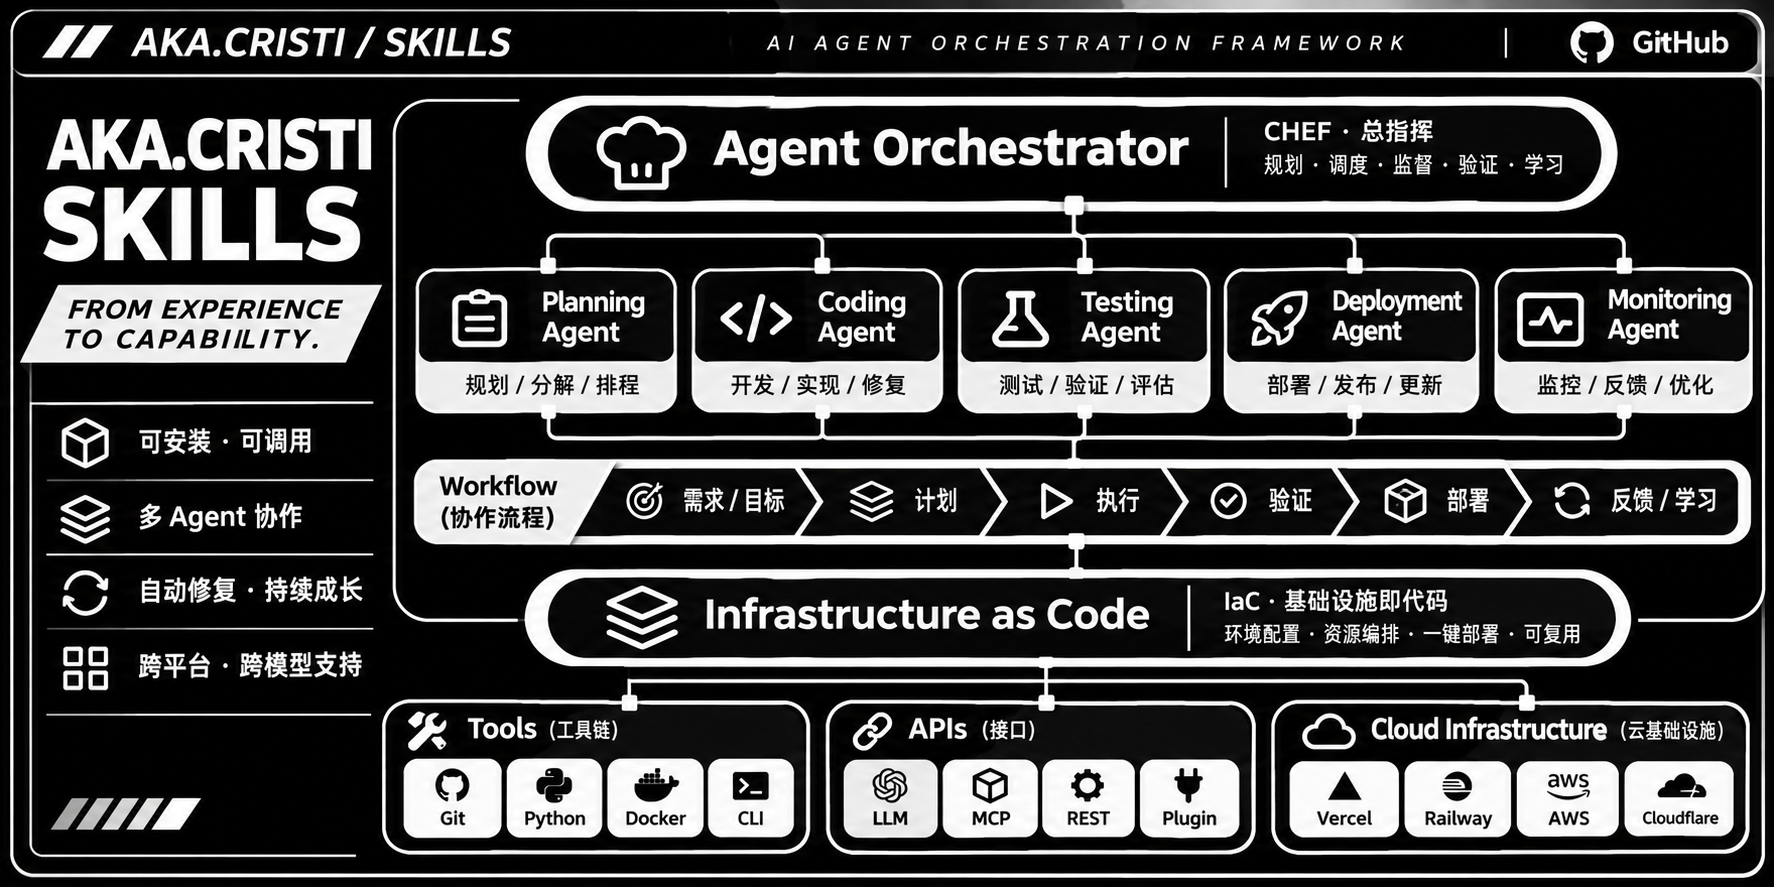 AKA.CRISTI / SKILLS
AI AGENT ORCHESTRATION FRAMEWORK
GitHub
AKA.CRISTI
SKILLS
FROM EXPERIENCE
TO CAPABILITY.
可安装 · 可调用
多 Agent 协作
自动修复 · 持续成长
跨平台 · 跨模型支持
Agent Orchestrator
CHEF · 总指挥
规划 · 调度 · 监督 · 验证 · 学习
Planning
Agent
规划 / 分解 / 排程
Coding
Agent
开发 / 实现 / 修复
Testing
Agent
测试 / 验证 / 评估
Deployment
Agent
部署 / 发布 / 更新
Monitoring
Agent
监控 / 反馈 / 优化
Workflow
(协作流程)
需求 / 目标
计划
执行
验证
部署
反馈 / 学习
Infrastructure as Code
IaC · 基础设施即代码
环境配置 · 资源编排 · 一键部署 · 可复用
Tools (工具链)
Git
Python
Docker
CLI
APIs (接口)
LLM
MCP
REST
Plugin
Cloud Infrastructure (云基础设施)
Vercel
Railway
aws
AWS
Cloudflare